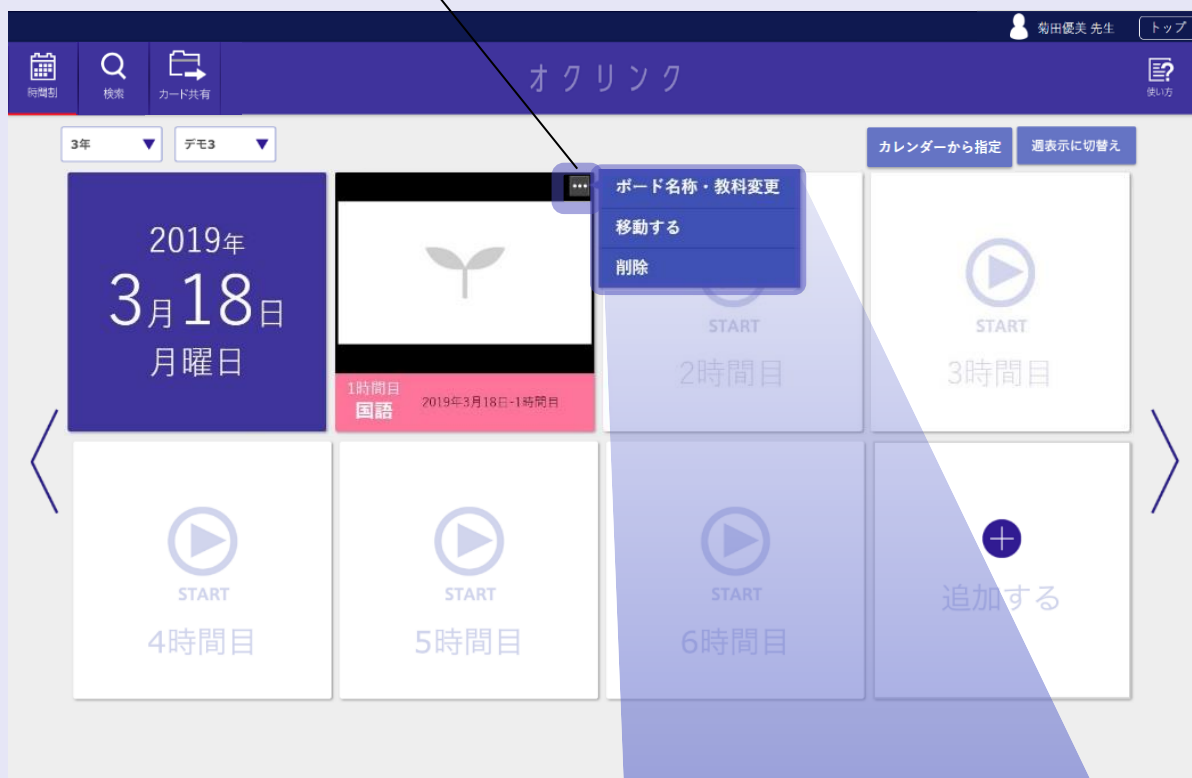 菊田優美 先生
トップ
時間割
検索
カード共有
オクリンク
使い方
3年
デモ3
カレンダーから指定
週表示に切替え
2019年
3月18日
月曜日
1時間目
国語
2019年3月18日-1時間目
ボード名称・教科変更
移動する
削除
START
2時間目
START
3時間目
START
4時間目
START
5時間目
START
6時間目
追加する